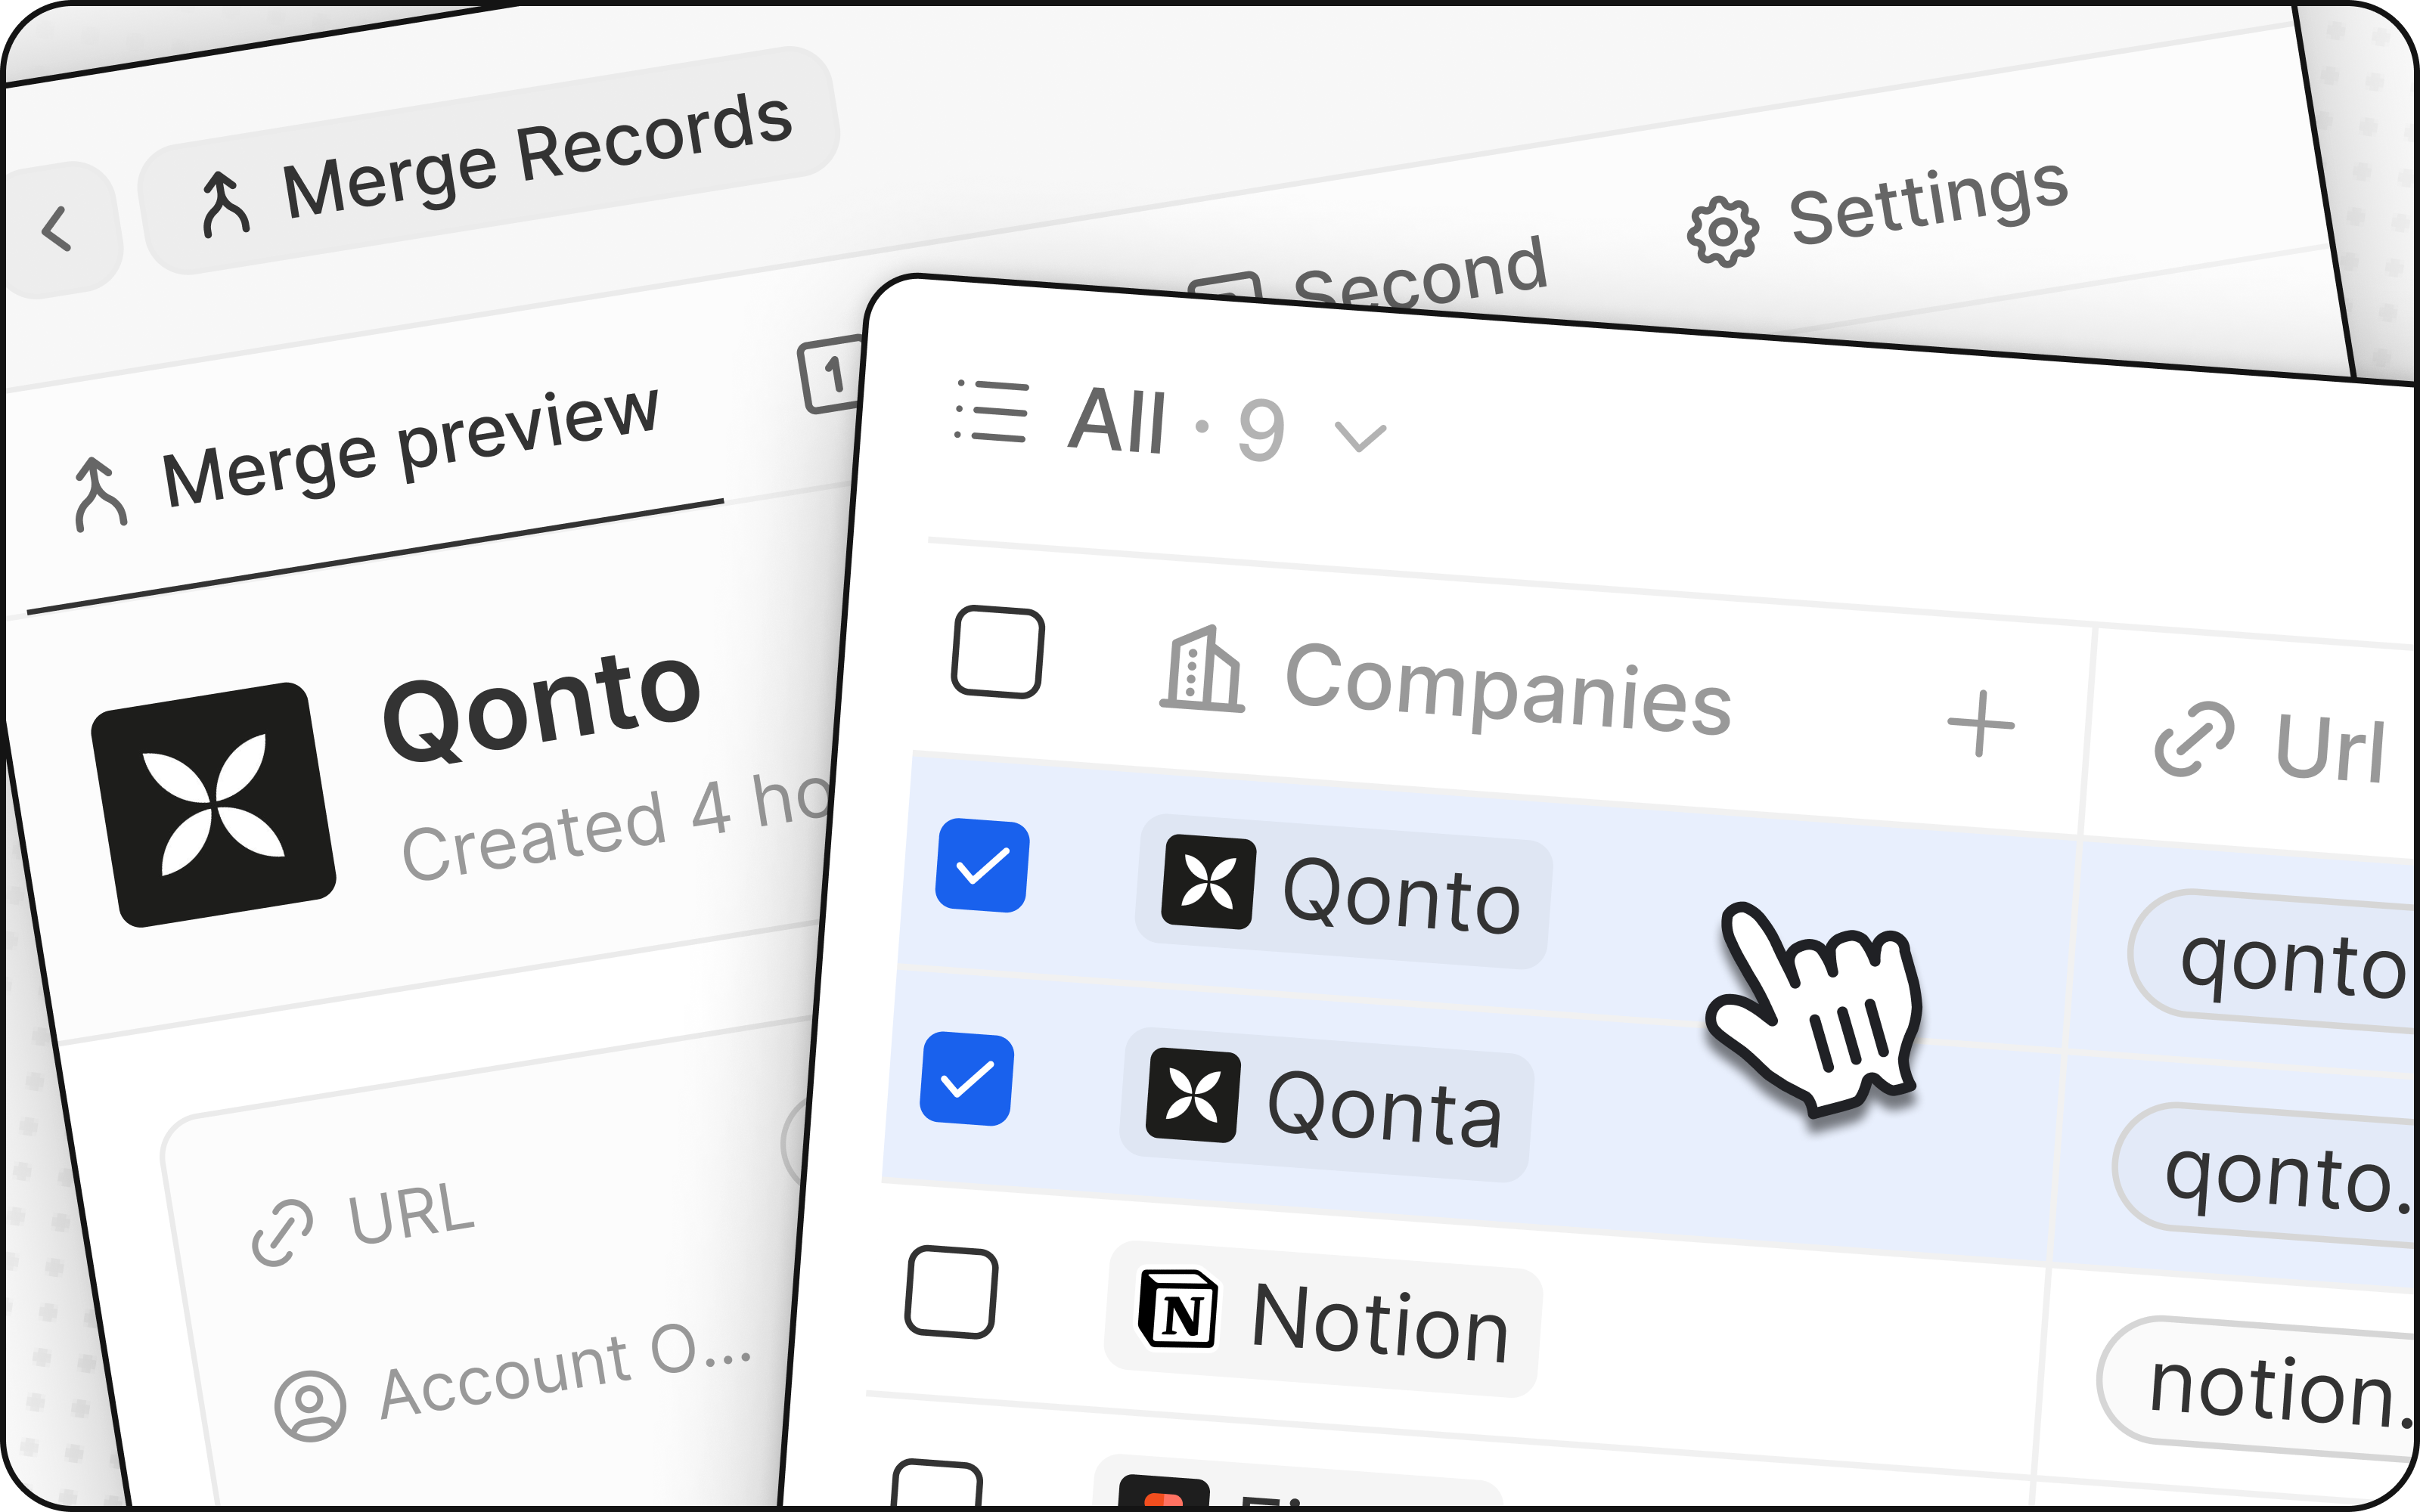 Merge Records
Merge preview
1
Second
Settings
Qonto
Created 4
URL
Account O...
All · 9
Companies
Url
Qonto
qonto
Qonta
qonto.
N Notion
notion.